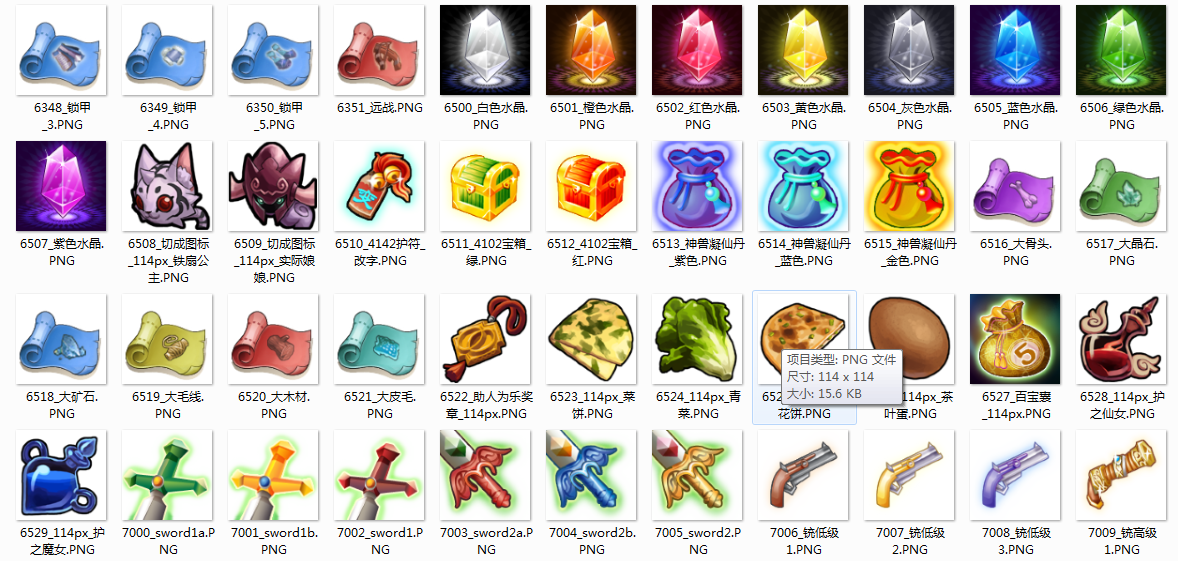 6348_锁甲
_3.PNG
6349_锁甲
_4.PNG
6350_锁甲
_5.PNG
6351_远战.PNG
6500_白色水晶.
PNG
6501_橙色水晶.
PNG
6502_红色水晶.
PNG
6503_黄色水晶.
PNG
6504_灰色水晶.
PNG
6505_蓝色水晶.
PNG
6506_绿色水晶.
PNG
6507_紫色水晶.
PNG
6508_切成图标
_114px_铁扇公
主.PNG
6509_切成图标
_114px_实际娘
娘.PNG
6510_4142护符_
改字.PNG
6511_4102宝箱_
绿.PNG
6512_4102宝箱_
红.PNG
6513_神兽凝仙丹
_紫色.PNG
6514_神兽凝仙丹
_蓝色.PNG
6515_神兽凝仙丹
_金色.PNG
6516_大骨头.
PNG
6517_大晶石.
PNG
6518_大矿石.
PNG
6519_大毛线.
PNG
6520_大木材.
PNG
6521_大皮毛.
PNG
6522_助人为乐奖
章_114px.PNG
6523_114px_菜
饼.PNG
6524_114px_青
菜.PNG
652
花饼.PNG
项目类型: PNG 文件
尺寸: 114 x 114
大小: 15.6 KB
114px_茶
叶蛋.PNG
6527_百宝囊
_114px.PNG
5
6528_114px_护
之仙女.PNG
6529_114px_护
之魔女.PNG
7000_sword1a.P
NG
7001_sword1b.
PNG
7002_sword1.P
NG
7003_sword2a.P
NG
7004_sword2b.
PNG
7005_sword2.P
NG
7006_铳低级
1.PNG
7007_铳低级
2.PNG
7008_铳低级
3.PNG
7009_铳高级
1.PNG